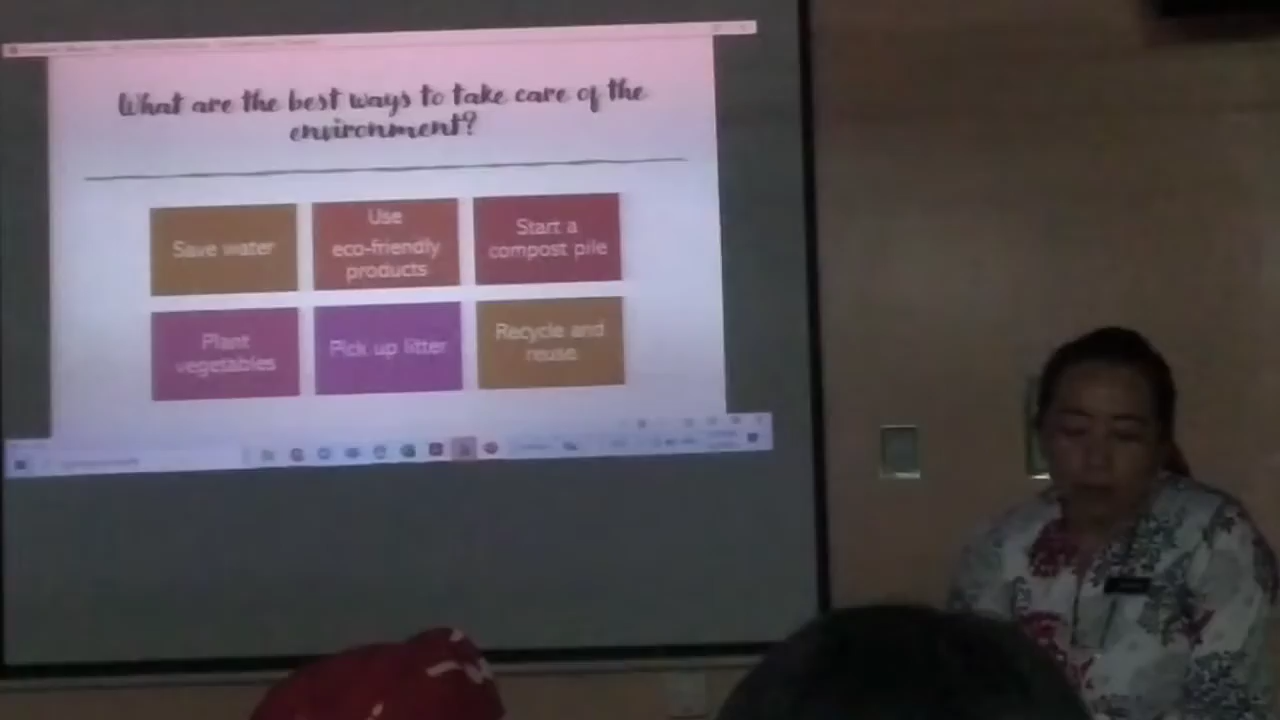 What are the best ways to take care of the
environment?
Save water
Use
eco-friendly
products
Start a
compost pile
Plant
vegetables
Pick up litter
Recycle and
reuse